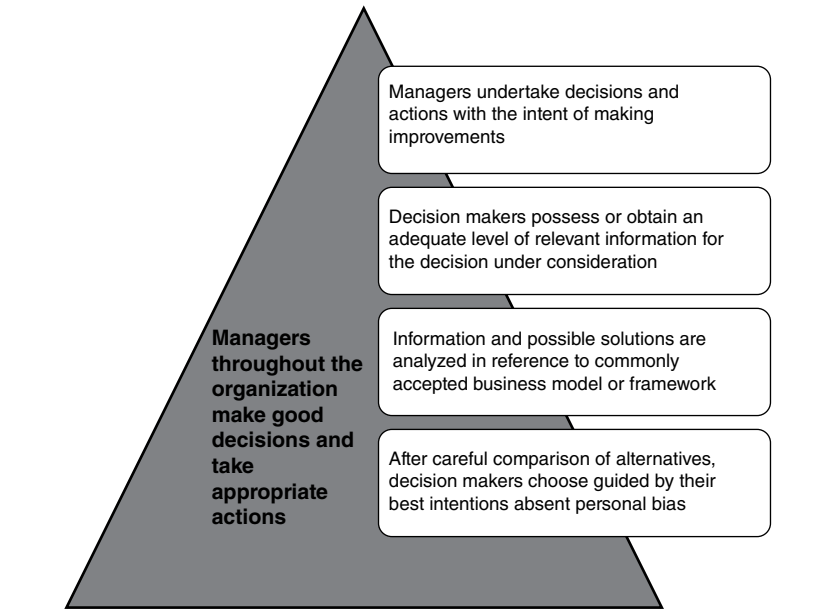 Managers undertake decisions and
actions with the intent of making
improvements
Decision makers possess or obtain an
adequate level of relevant information for
the decision under consideration
Managers
throughout the
organization
make good
decisions and
take
appropriate
actions
Information and possible solutions are
analyzed in reference to commonly
accepted business model or framework
After careful comparison of alternatives,
decision makers choose guided by their
best intentions absent personal bias